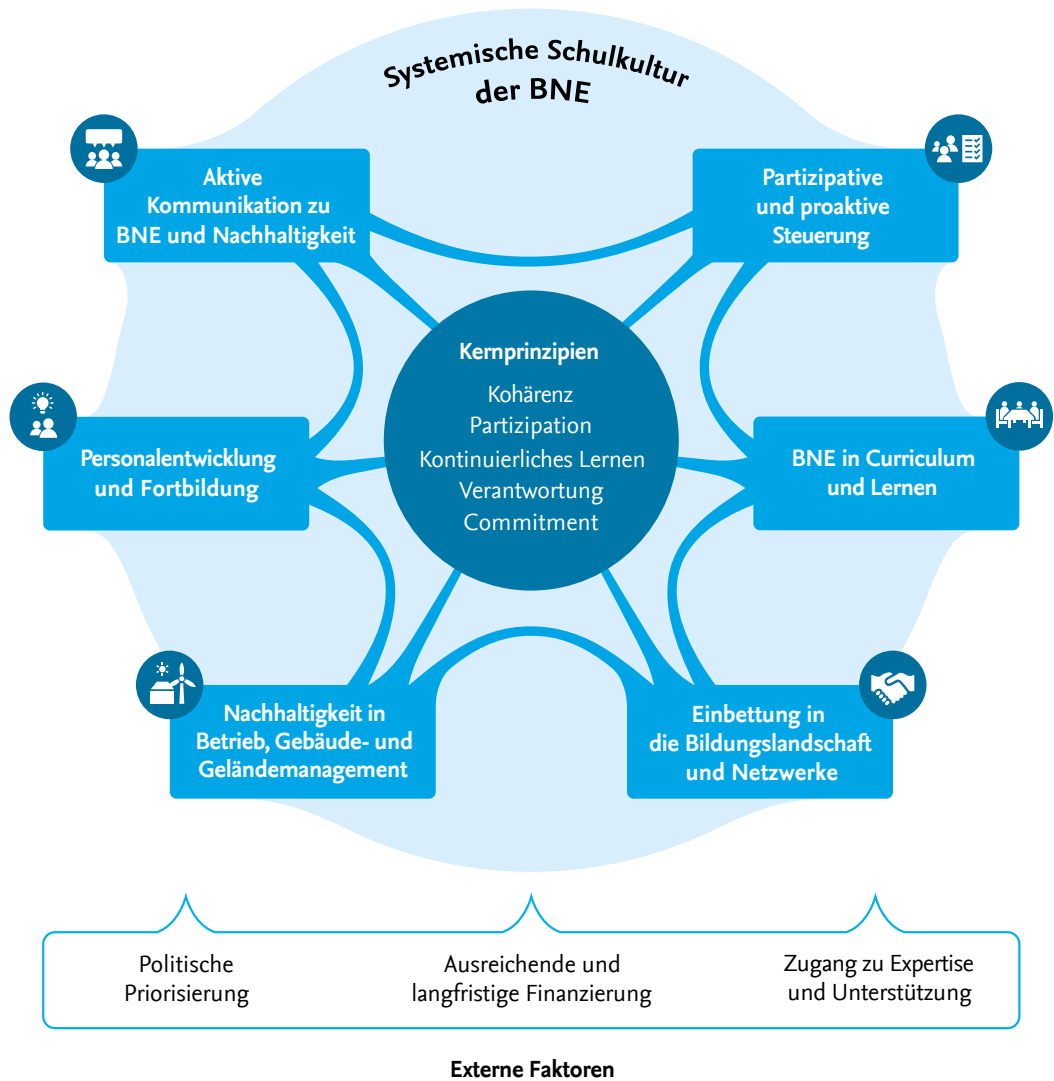 Systemische Schulkultur
der BNE
Aktive
Kommunikation zu
BNE und Nachhaltigkeit
Partizipative
und proaktive
Steuerung
Kernprinzipien
Kohärenz
Partizipation
Kontinuierliches Lernen
Verantwortung
Commitment
Personalentwicklung
und Fortbildung
BNE in Curriculum
und Lernen
Nachhaltigkeit in
Betrieb, Gebäude- und
Geländemanagement
Einbettung in
die Bildungslandschaft
und Netzwerke
Politische
Priorisierung
Ausreichende und
langfristige Finanzierung
Zugang zu Expertise
und Unterstützung
Externe Faktoren